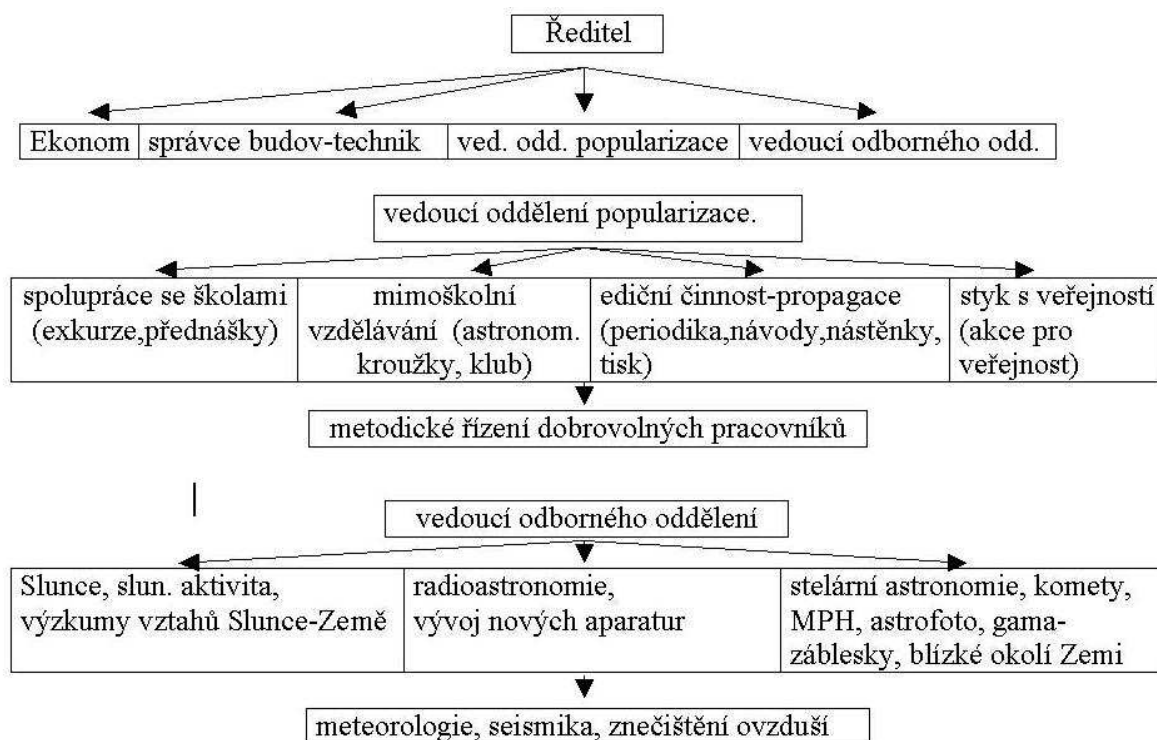 Ředitel
Ekonom správce budov-technik ved. odd. popularizace vedoucí odborného odd.
vedoucí oddělení popularizace.
spolupráce se školami
(exkurze,přednášky)
mimoškolní
vzdělávání (astronom.
kroužky, klub)
ediční činnost-propagace
(periodika,návody,nástěnky,
tisk)
styk s veřejností
(akce pro
veřejnost)
metodické řízení dobrovolných pracovníků
vedoucí odborného oddělení
Slunce, slun. aktivita,
výzkumy vztahů Slunce-Země
radioastronomie,
vývoj nových aparatur
stelární astronomie, komety,
MPH, astrofoto, gama-
záblesky, blízké okolí Zemi
meteorologie, seismika, znečištění ovzduší